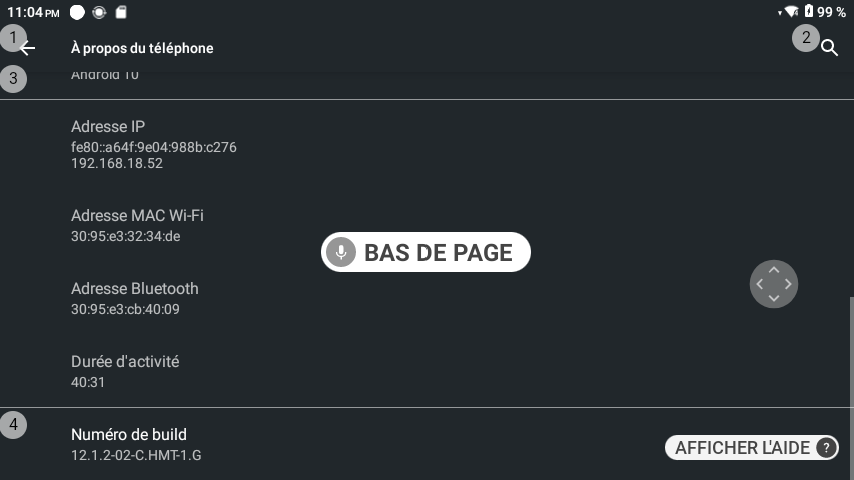 11:04 PM 99 %
1 À propos du téléphone 2
3 Android 10
Adresse IP
fe80::a64f:9e04:988b:c276
192.168.18.52
Adresse MAC Wi-Fi
30:95:e3:32:34:de
BAS DE PAGE
Adresse Bluetooth
30:95:e3:cb:40:09
Durée d'activité
40:31
4 Numéro de build
12.1.2-02-C.HMT-1.G
AFFICHER L'AIDE ?